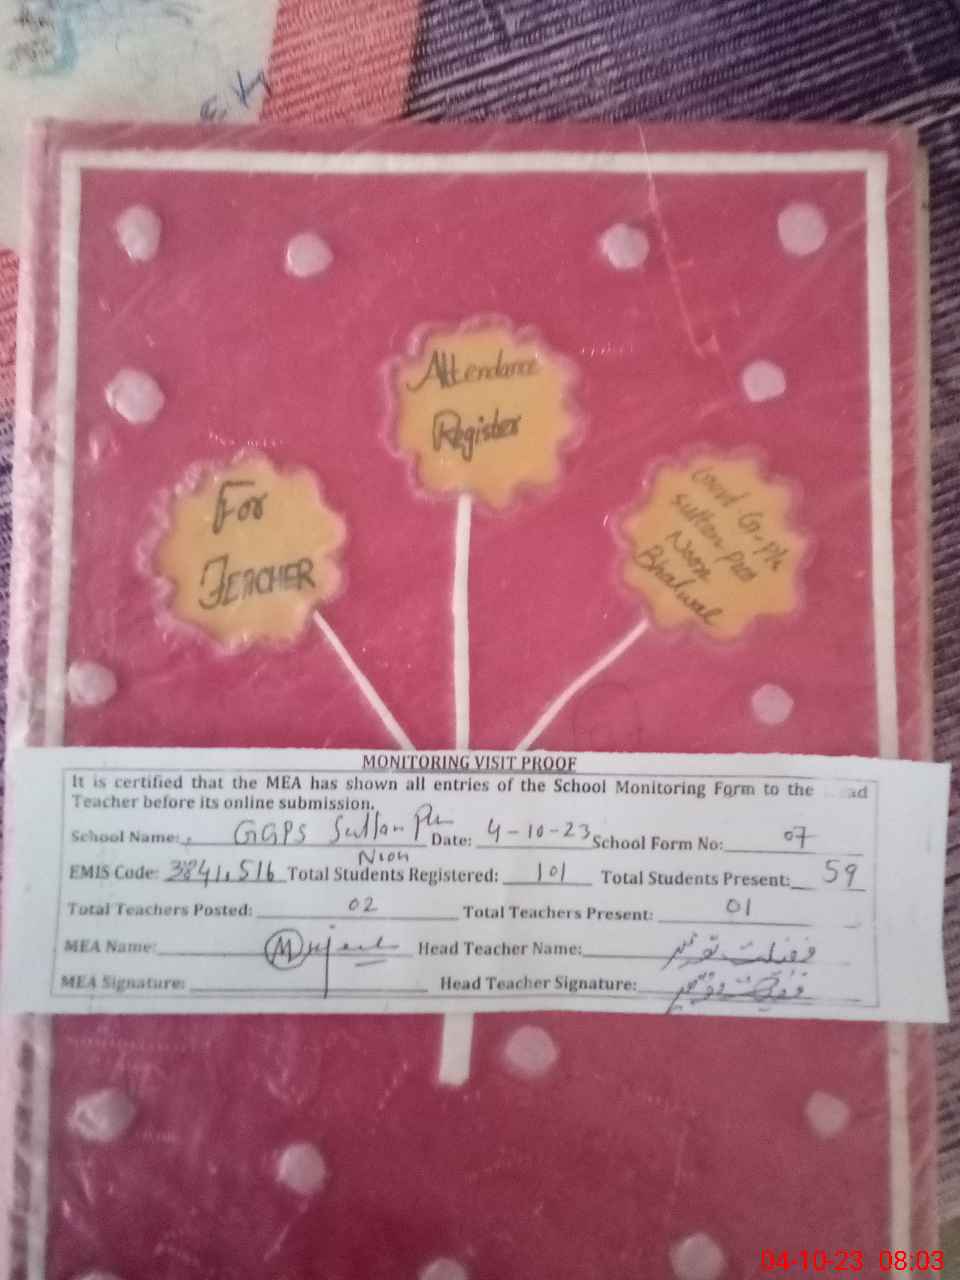 Attendance
Register
For
TEACHER
Govt G. P/s
Sultan pur
Noon
Bhalwal
MONITORING VISIT PROOF
It is certified that the MEA has shown all entries of the School Monitoring Form to the ad
Teacher before its online submission.
School Name: GGPS Sultan Pur Date: 4-10-23 School Form No: 07
Noon
EMIS Code: 3841,516 Total Students Registered: 101 Total Students Present: 59
Total Teachers Posted: 02 Total Teachers Present: 01
MEA Name: Head Teacher Name:
MEA Signature: Head Teacher Signature:
04-10-23 08:03